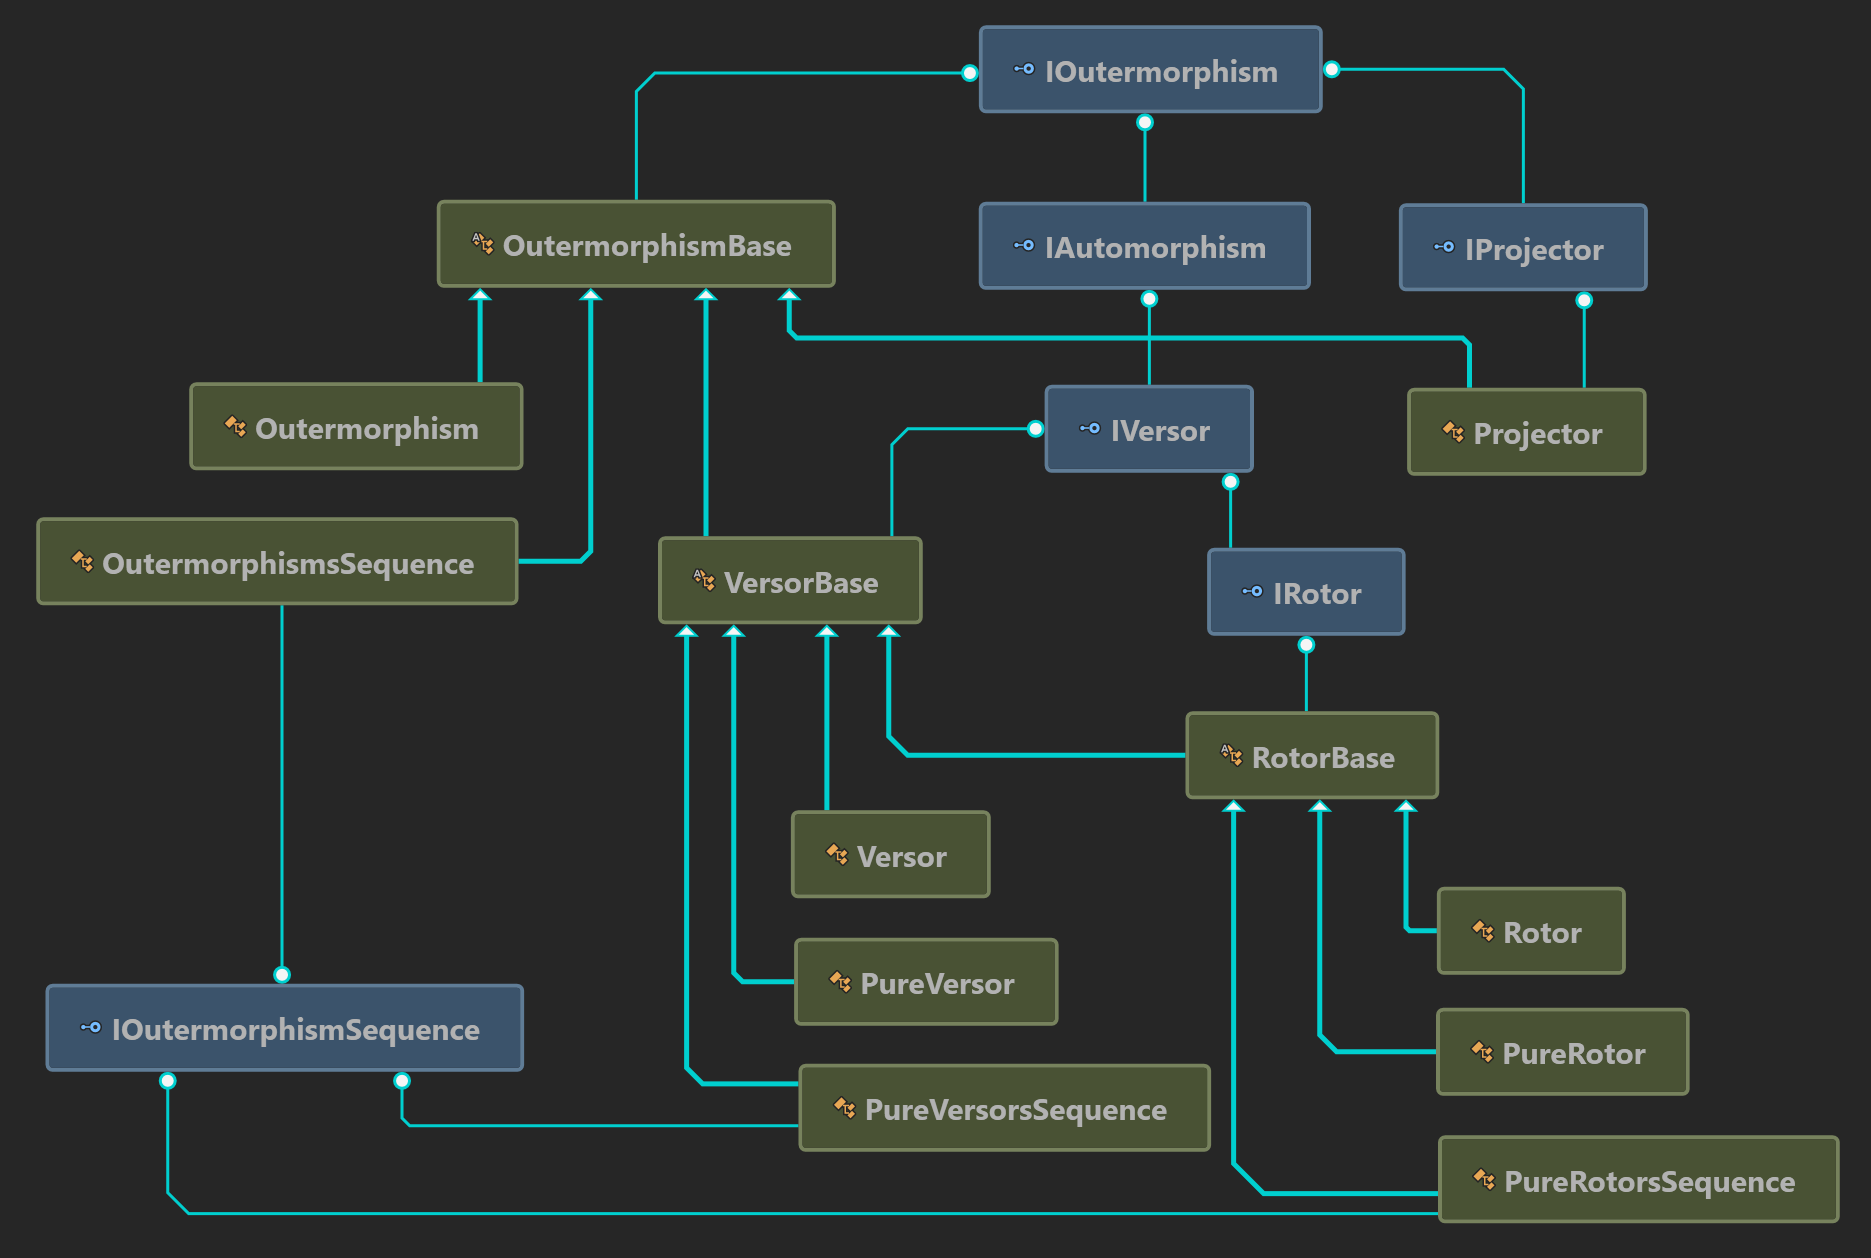 IOutermorphism
OutermorphismBase
IAutomorphism
IProjector
Outermorphism
IVersor
Projector
OutermorphismsSequence
VersorBase
IRotor
RotorBase
Versor
Rotor
PureVersor
IOutermorphismSequence
PureRotor
PureVersorsSequence
PureRotorsSequence